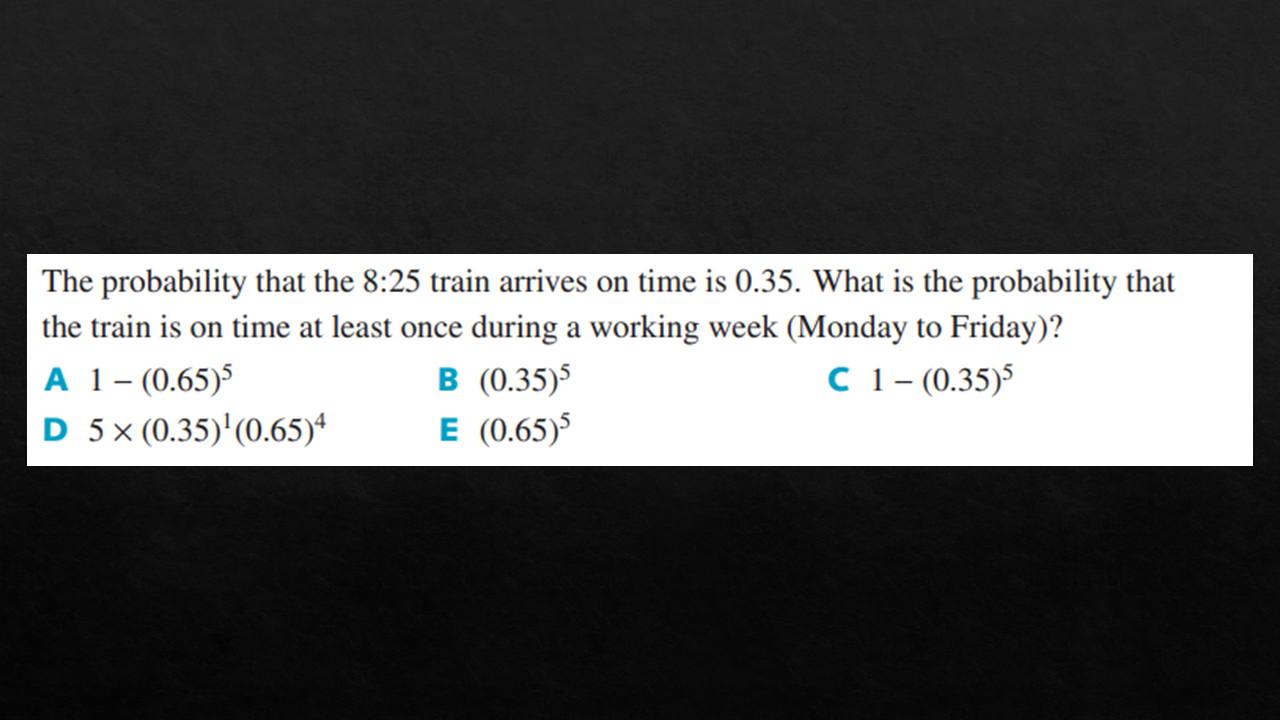 The probability that the 8:25 train arrives on time is 0.35. What is the probability that
the train is on time at least once during a working week (Monday to Friday)?
A 1 – (0.65)⁵ B (0.35)⁵ C 1 – (0.35)⁵
D 5 × (0.35)¹(0.65)⁴ E (0.65)⁵